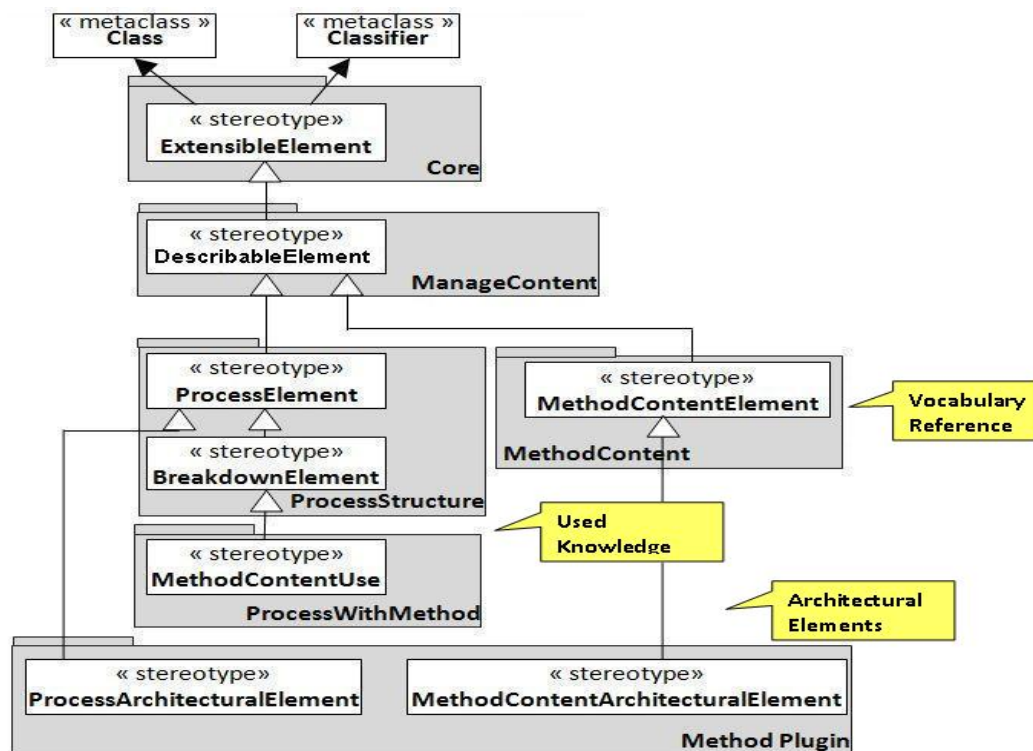 « metaclass »
Class
« metaclass »
Classifier
« stereotype»
ExtensibleElement
Core
« stereotype»
DescribableElement
ManageContent
« stereotype»
ProcessElement
« stereotype»
BreakdownElement
ProcessStructure
« stereotype»
MethodContentElement
MethodContent
Vocabulary
Reference
Used
Knowledge
« stereotype»
MethodContentUse
ProcessWithMethod
Architectural
Elements
« stereotype»
ProcessArchitecturalElement
« stereotype»
MethodContentArchitecturalElement
Method Plugin